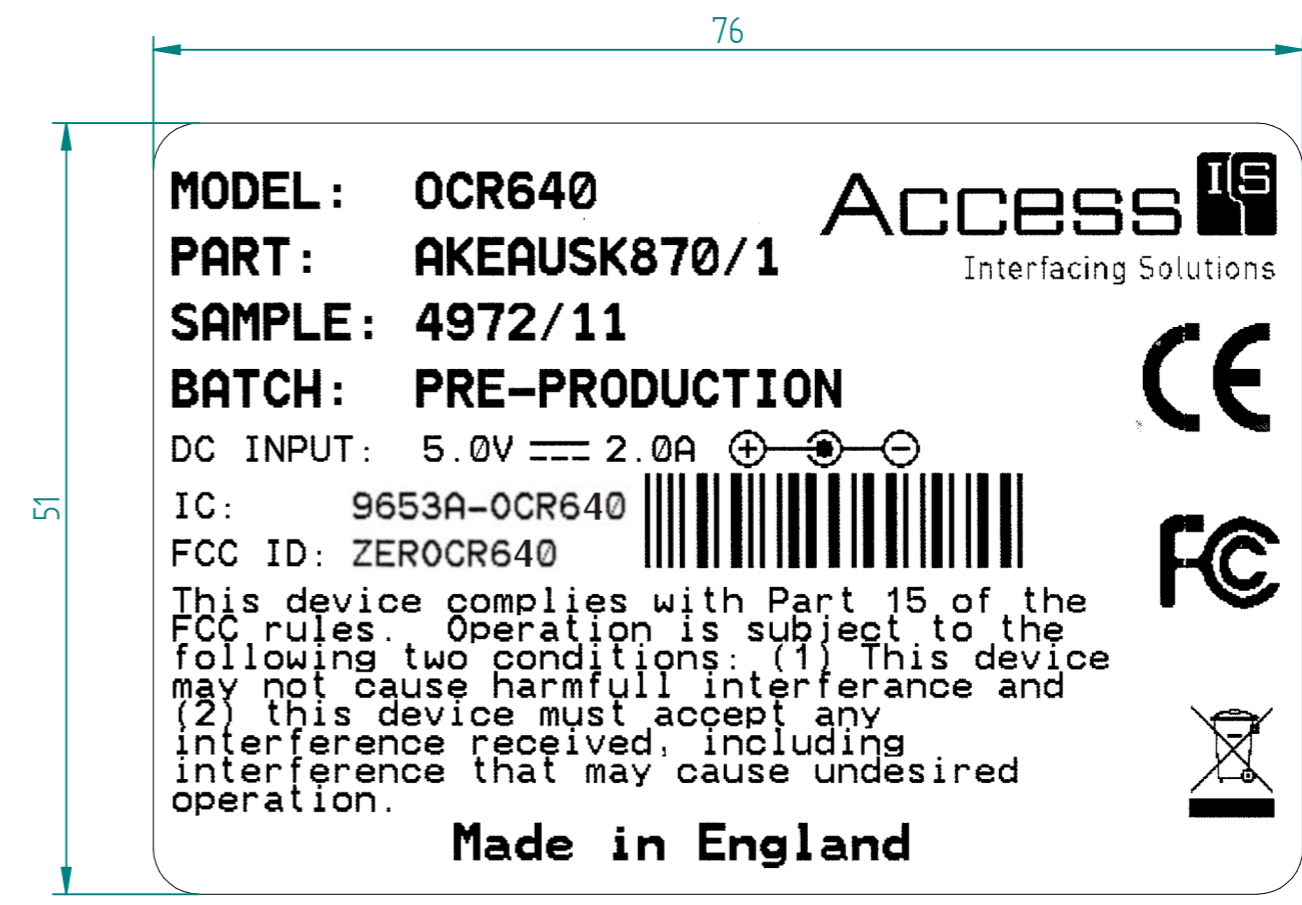 76
51
MODEL: OCR640
PART: AKEAUSK870/1
SAMPLE: 4972/11
BATCH: PRE-PRODUCTION
DC INPUT: 5.0V 2.0A
IC: 9653A-OCR640
FCC ID: ZEROCR640
Access IS
Interfacing Solutions
CE
FC
This device complies with Part 15 of the
FCC rules. Operation is subject to the
following two conditions: (1) This device
may not cause harmfull interferance and
(2) this device must accept any
interference received, including
interference that may cause undesired
operation.
Made in England